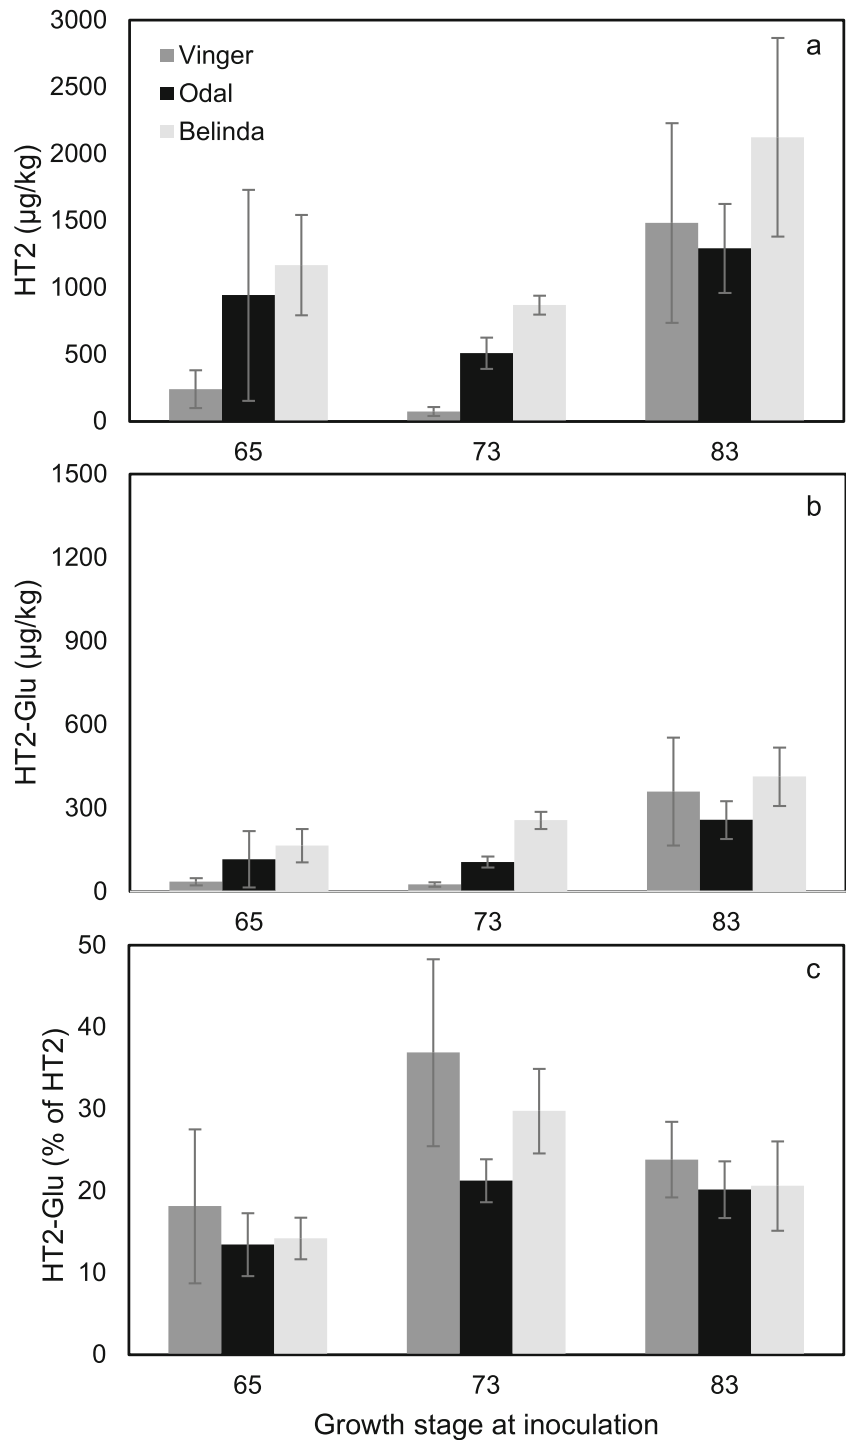 3000
a
Vinger
2500
Odal
Belinda
2000
HT2 (µg/kg)
1500
1000
500
0
65 73 83
1500
b
1200
900
HT2-Glu (µg/kg)
600
300
0
65 73 83
50
c
40
30
HT2-Glu (% of HT2)
20
10
0
65 73 83
Growth stage at inoculation